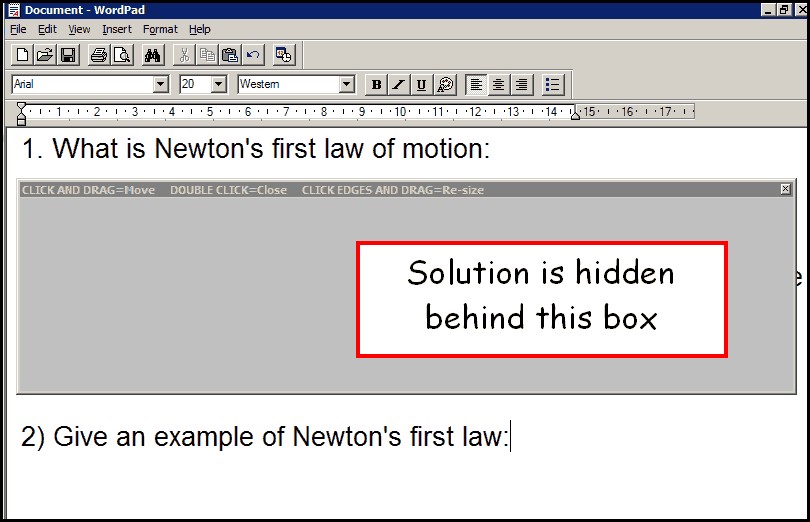 Document - WordPad
File Edit View Insert Format Help
Arial 20 Western B I U
1 2 3 4 5 6 7 8 9 10 11 12 13 14 15 16 17
1. What is Newton's first law of motion:
CLICK AND DRAG=Move DOUBLE CLICK=Close CLICK EDGES AND DRAG=Re-size
Solution is hidden
behind this box
e
2) Give an example of Newton's first law: